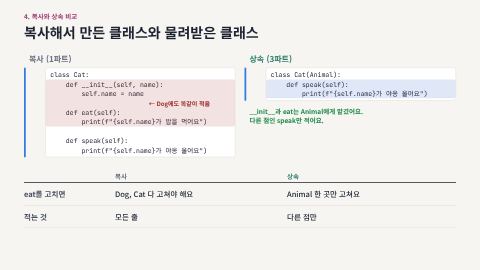 4. 복사와 상속 비교
복사해서 만든 클래스와 물려받은 클래스
복사 (1파트)
class Cat:
    def __init__(self, name):
        self.name = name
← Dog에도 똑같이 적음
    def eat(self):
        print(f"{self.name}가 밥을 먹어요")
    def speak(self):
        print(f"{self.name}가 야옹 울어요")
상속 (3파트)
class Cat(Animal):
    def speak(self):
        print(f"{self.name}가 야옹 울어요")
__init__과 eat는 Animal에게 맡겼어요.
다른 점인 speak만 적어요.
복사 상속
eat를 고치면 Dog, Cat 다 고쳐야 해요 Animal 한 곳만 고쳐요
적는 것 모든 줄 다른 점만